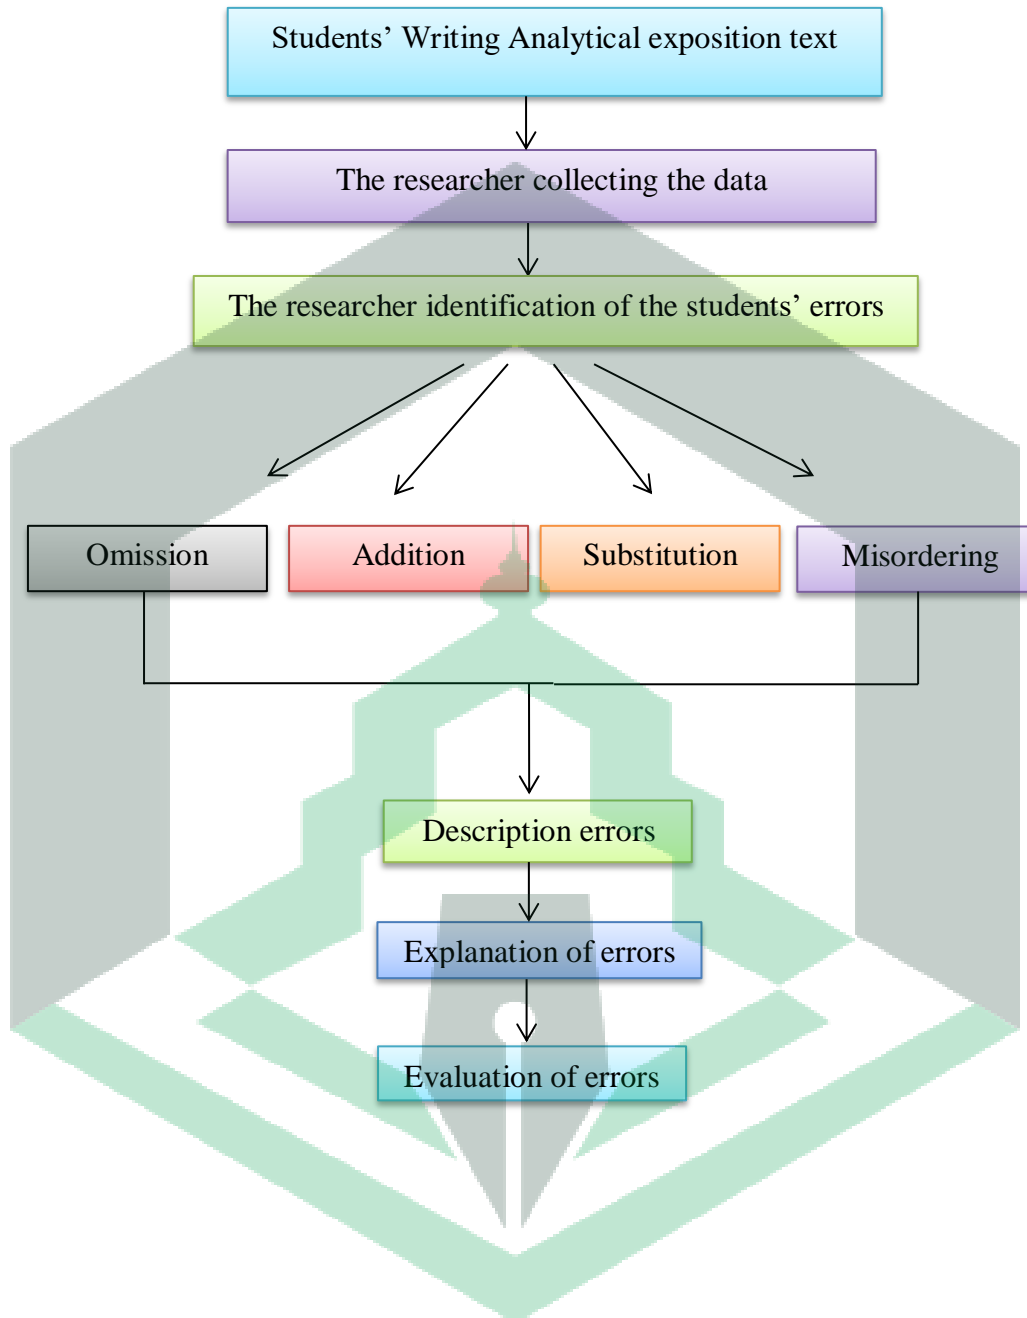 Students’ Writing Analytical exposition text
The researcher collecting the data
The researcher identification of the students’ errors
Omission
Addition
Substitution
Misordering
Description errors
Explanation of errors
Evaluation of errors